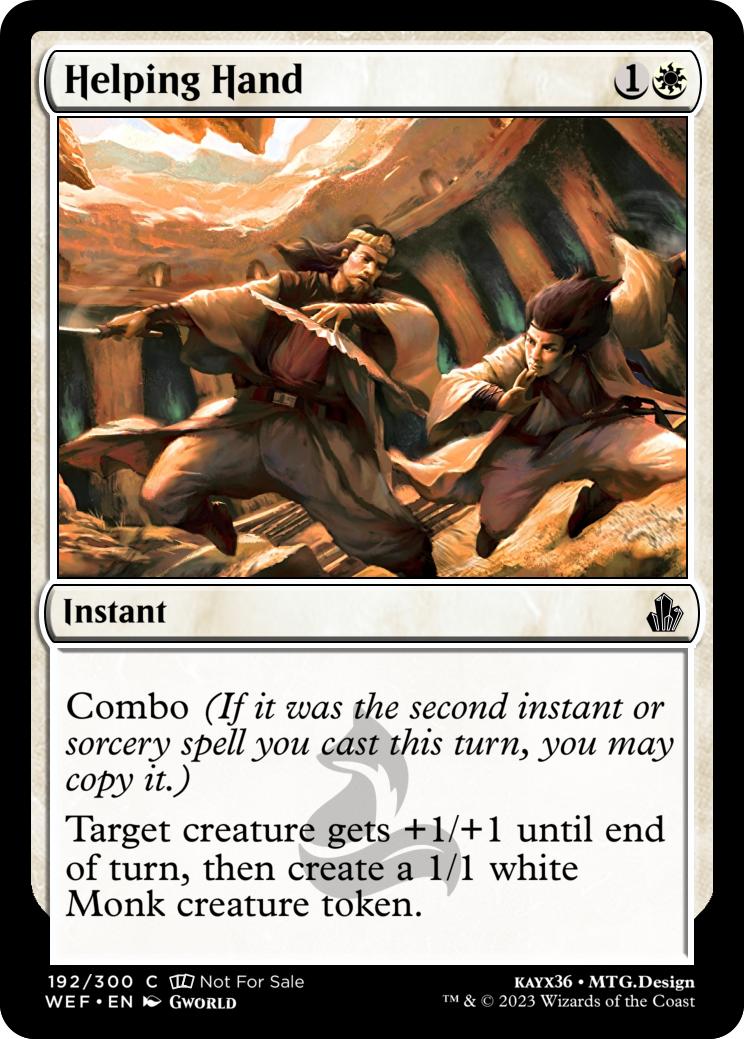 Helping Hand 1
Instant
Combo (If it was the second instant or
sorcery spell you cast this turn, you may
copy it.)
Target creature gets +1/+1 until end
of turn, then create a 1/1 white
Monk creature token.
192/300 C Not For Sale KAYX36 • MTG.Design
WEF • EN GWORLD ™ & © 2023 Wizards of the Coast